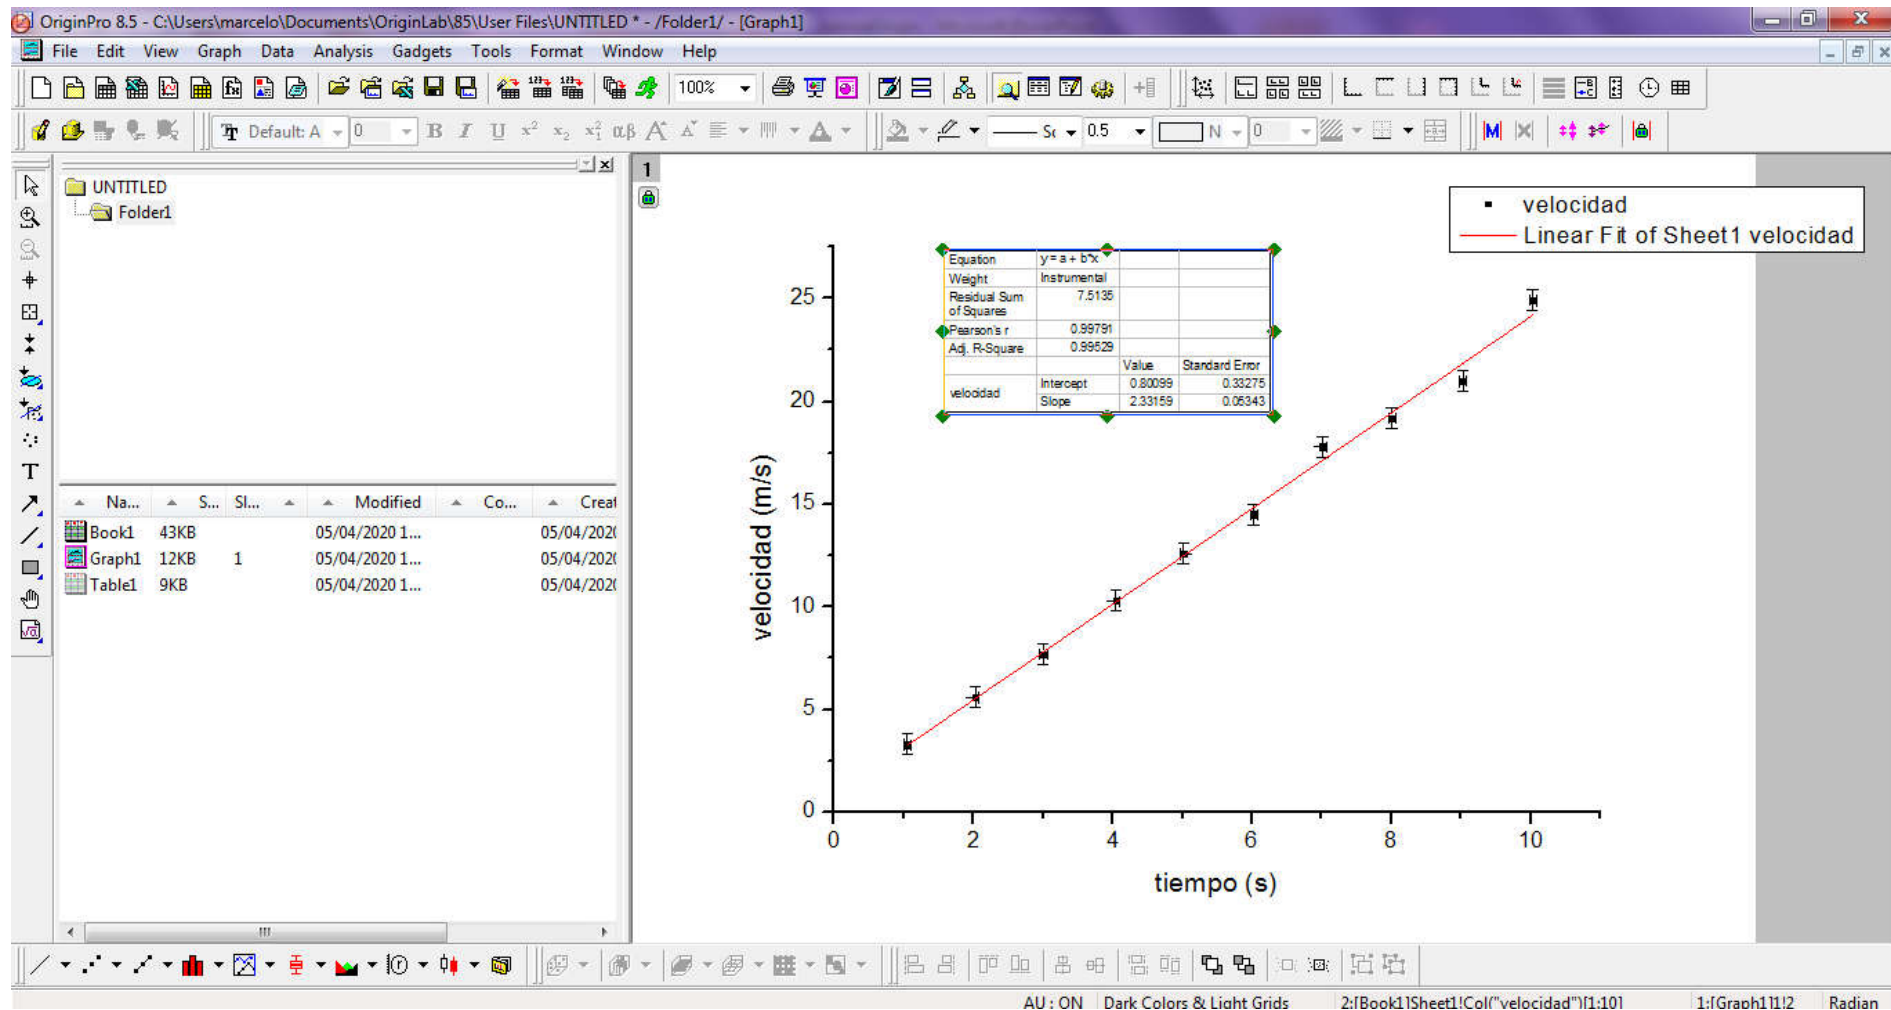 OriginPro 8.5 - C:\Users\marcelo\Documents\OriginLab\85\User Files\UNTITLED * - /Folder1/ - [Graph1]
File Edit View Graph Data Analysis Gadgets Tools Format Window Help
100%
Default: A 0 B I U αβ A A 0.5 N 0
UNTITLED
Folder1
Na... S... SI... Modified Co... Creat
Book1 43KB 05/04/2020 1... 05/04/202
Graph1 12KB 1 05/04/2020 1... 05/04/202
Table1 9KB 05/04/2020 1... 05/04/202
1
velocidad
Linear Fit of Sheet1 velocidad
Equation y = a + b*x
Weight Instrumental
Residual Sum of Squares 7.5135
Pearson's r 0.99791
Adj. R-Square 0.99529
Value Standard Error
velocidad Intercept 0.80099 0.33275
Slope 2.33159 0.05343
25
20
15
10
5
0
velocidad (m/s)
0 2 4 6 8 10
tiempo (s)
AU : ON Dark Colors & Light Grids 2:[Book1]Sheet1!Col("velocidad")[1:10] 1:[Graph1]1!2 Radian